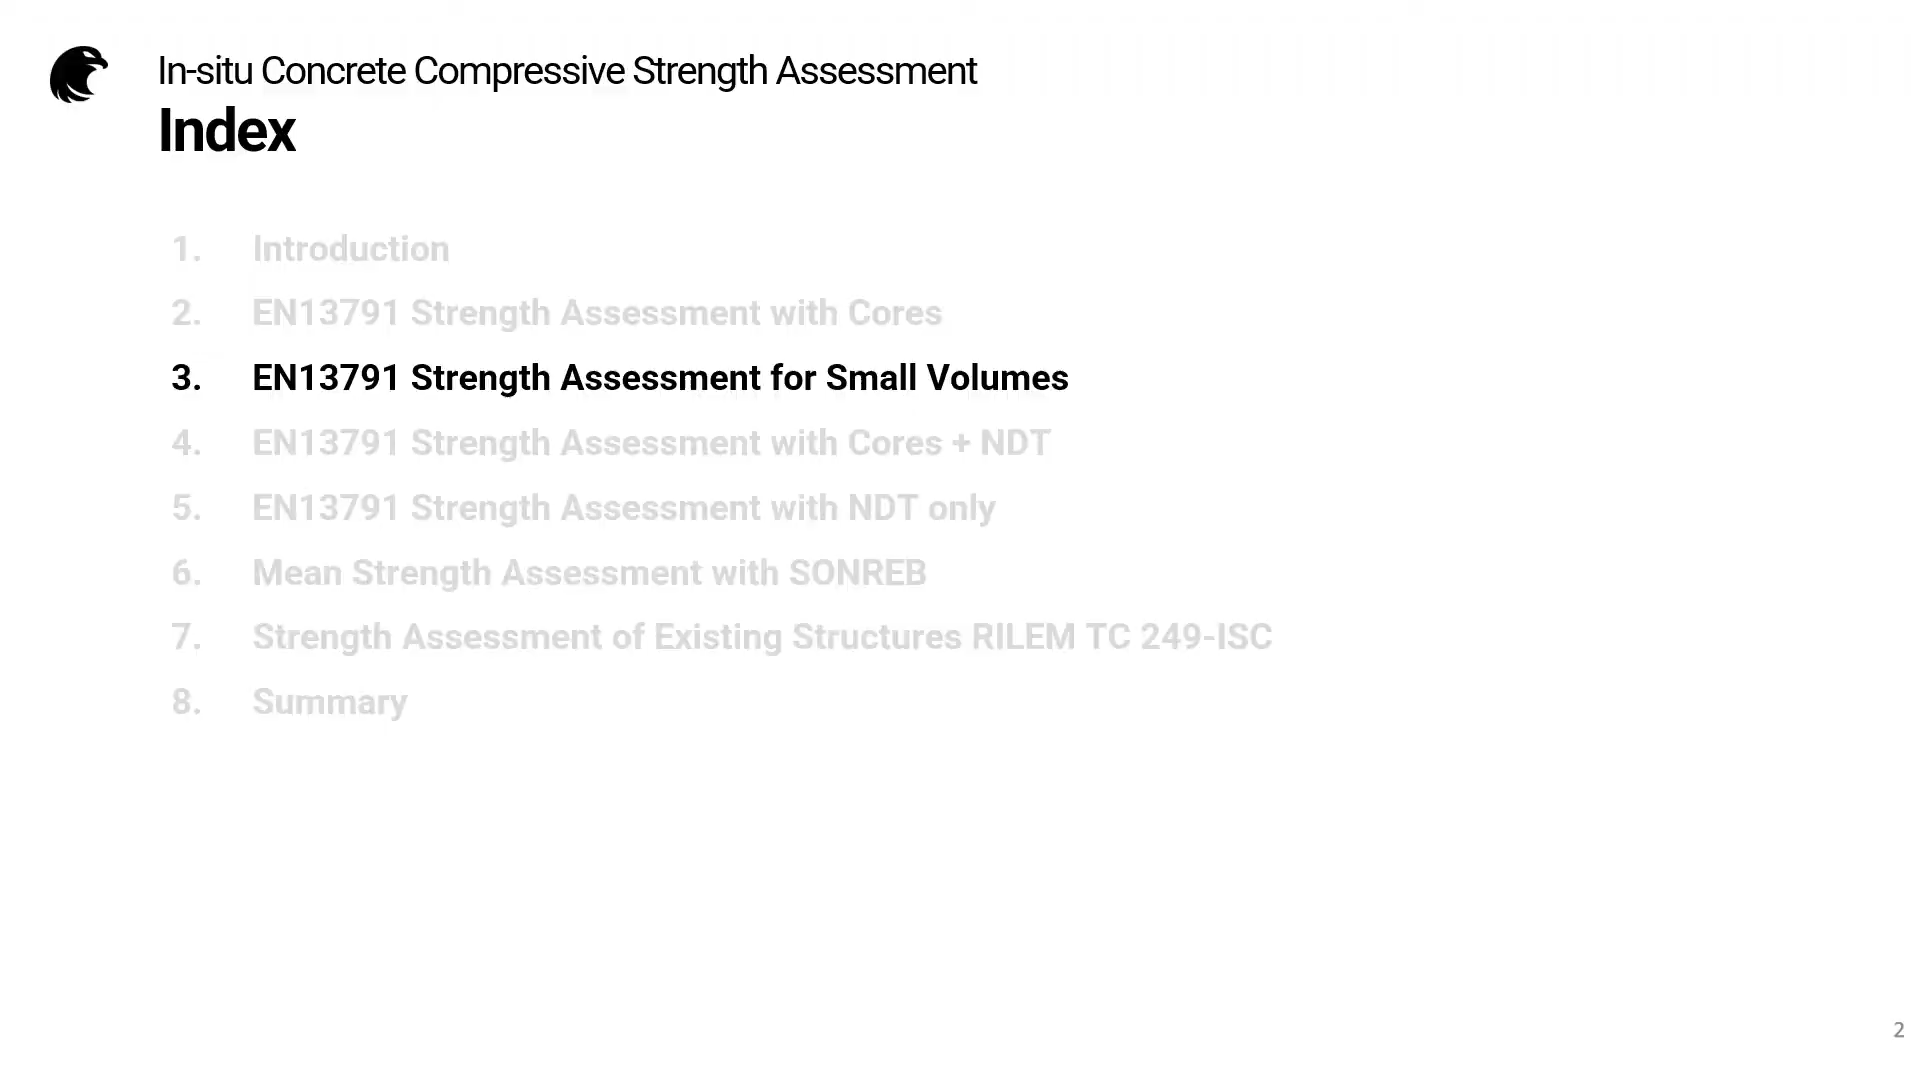 In-situ Concrete Compressive Strength Assessment
Index
1. Introduction
2. EN13791 Strength Assessment with Cores
3. EN13791 Strength Assessment for Small Volumes
4. EN13791 Strength Assessment with Cores + NDT
5. EN13791 Strength Assessment with NDT only
6. Mean Strength Assessment with SONREB
7. Strength Assessment of Existing Structures RILEM TC 249-ISC
8. Summary
2